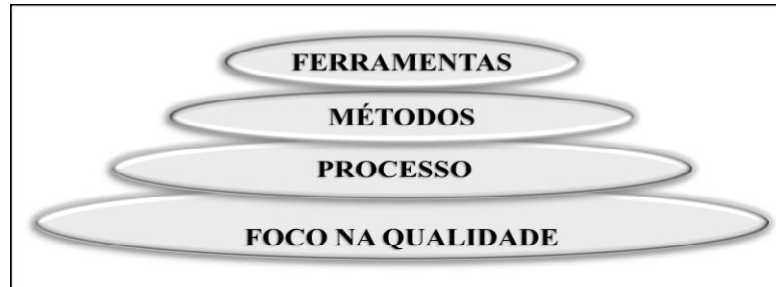 FERRAMENTAS
MÉTODOS
PROCESSO
FOCO NA QUALIDADE